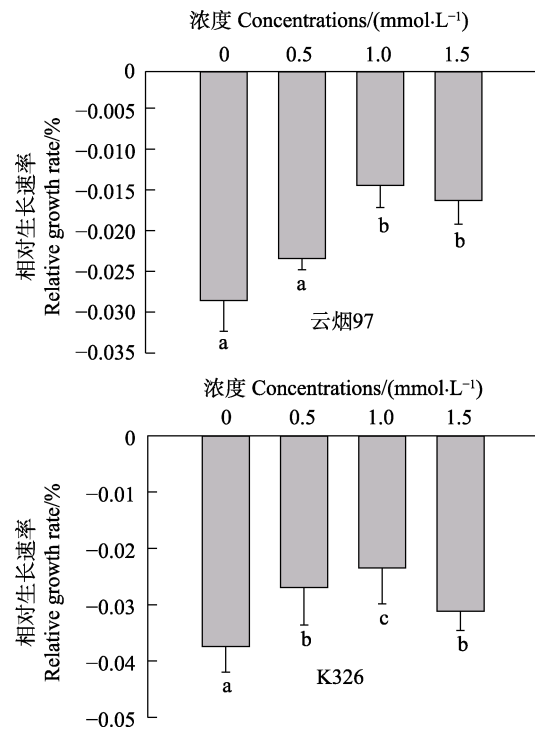 浓度 Concentrations/(mmol·L⁻¹)
0 0.5 1.0 1.5
0
−0.005
−0.010
−0.015
−0.020
−0.025
−0.030
−0.035
相对生长速率
Relative growth rate/%
a
a
b
b
云烟97
浓度 Concentrations/(mmol·L⁻¹)
0 0.5 1.0 1.5
0
−0.01
−0.02
−0.03
−0.04
−0.05
相对生长速率
Relative growth rate/%
a
b
c
b
K326